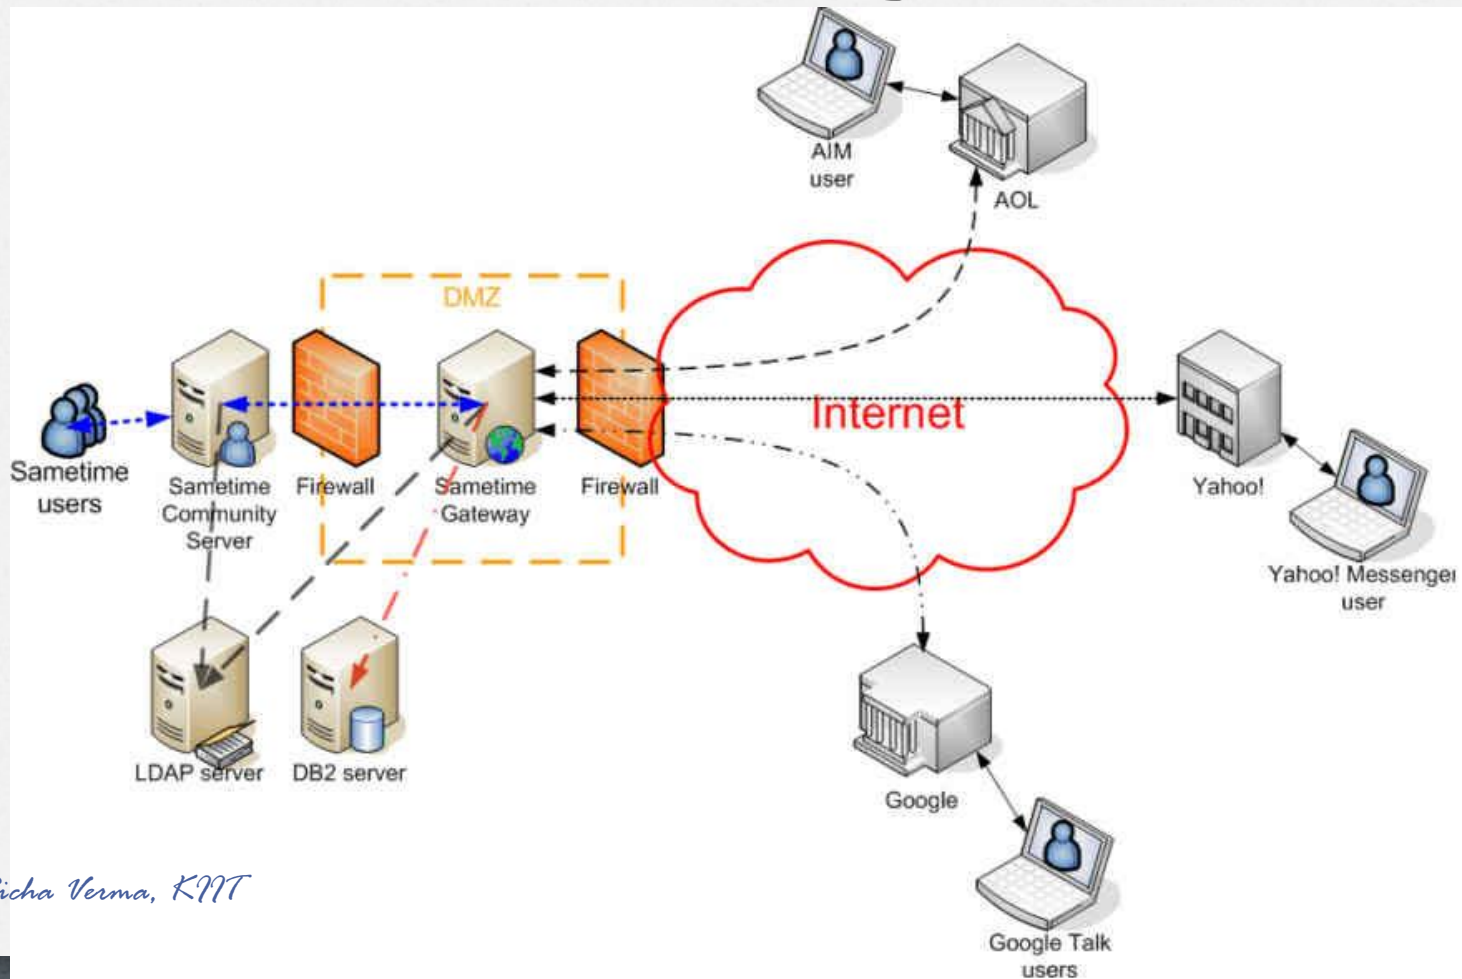 AIM
user
AOL
DMZ
Internet
Sametime
users
Sametime
Community
Server
Firewall
Sametime
Gateway
Firewall
Yahoo!
Yahoo! Messenger
user
LDAP server
DB2 server
Google
Google Talk
users
Verma, KIIT